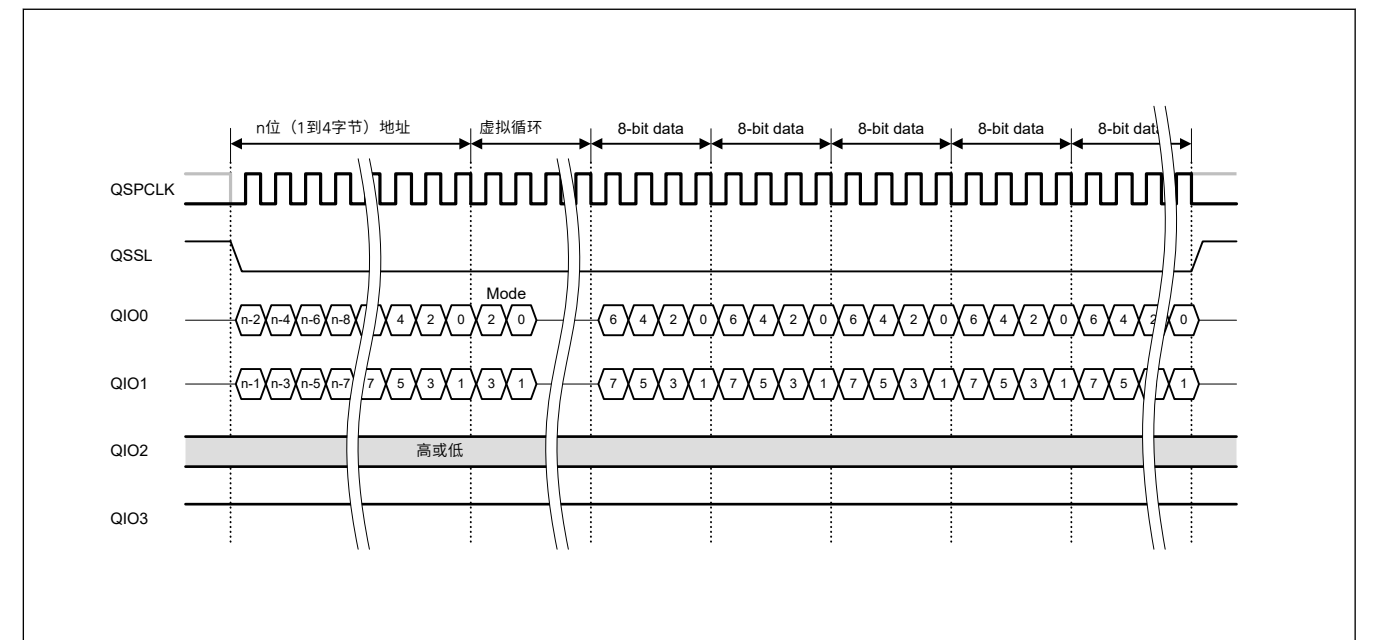 n位（1到4字节）地址 虚拟循环 8-bit data 8-bit data 8-bit data 8-bit data 8-bit data
QSPCLK
QSSL
Mode
QIO0 n-2 n-4 n-6 n-8 4 2 0 2 0 6 4 2 0 6 4 2 0 6 4 2 0 6 4 2 0 6 4 2 0
QIO1 n-1 n-3 n-5 n-7 7 5 3 1 3 1 7 5 3 1 7 5 3 1 7 5 3 1 7 5 3 1 7 5 1
QIO2 高或低
QIO3